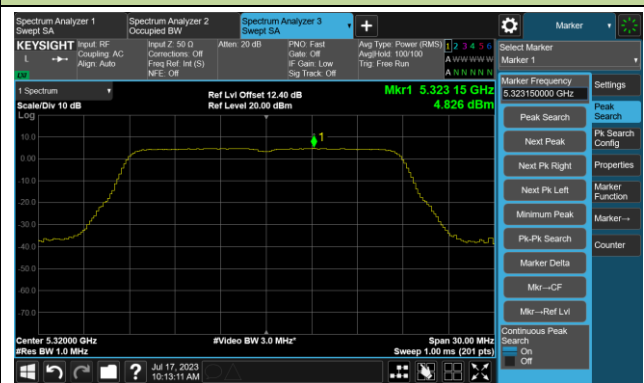 Spectrum Analyzer 1
Swept SA
Spectrum Analyzer 2
Occupied BW
Spectrum Analyzer 3
Swept SA
Marker
KEYSIGHT
L
Input: RF
Coupling: AC
Align: Auto
Input Z: 50 Ω
Corrections: Off
Freq Ref: Int (S)
NFE: Off
Atten: 20 dB
PNO: Fast
Gate: Off
IF Gain: Low
Sig Track: Off
Avg Type: Power (RMS)
Avg|Hold: 100/100
Trig: Free Run
1 2 3 4 5 6
A W W W W W
A N N N N N
Select Marker
Marker 1
1 Spectrum
Scale/Div 10 dB
Log
Ref Lvl Offset 12.40 dB
Ref Level 20.00 dBm
Mkr1 5.323 15 GHz
4.826 dBm
10.0
0.00
-10.0
-20.0
-30.0
-40.0
-50.0
-60.0
-70.0
1
Center 5.32000 GHz
#Res BW 1.0 MHz
#Video BW 3.0 MHz*
Span 30.00 MHz
Sweep 1.00 ms (201 pts)
Marker Frequency
5.323150000 GHz
Peak Search
Next Peak
Next Pk Right
Next Pk Left
Minimum Peak
Pk-Pk Search
Marker Delta
Mkr→CF
Mkr→Ref Lvl
Continuous Peak
Search
On
Off
Settings
Peak
Search
Pk Search
Config
Properties
Marker
Function
Marker→
Counter
Jul 17, 2023
10:13:11 AM